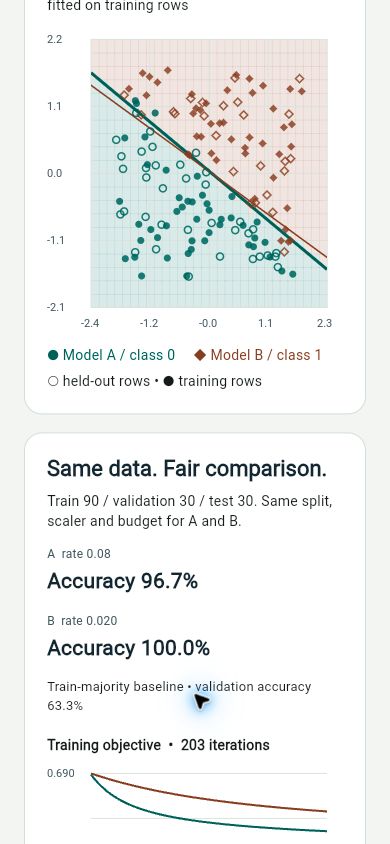 fitted on training rows
2.2
1.1
0.0
-1.1
-2.1
-2.4 -1.2 -0.0 1.1 2.3
Model A / class 0 Model B / class 1
held-out rows • training rows
Same data. Fair comparison.
Train 90 / validation 30 / test 30. Same split,
scaler and budget for A and B.
A rate 0.08
Accuracy 96.7%
B rate 0.020
Accuracy 100.0%
Train-majority baseline • validation accuracy
63.3%
Training objective • 203 iterations
0.690